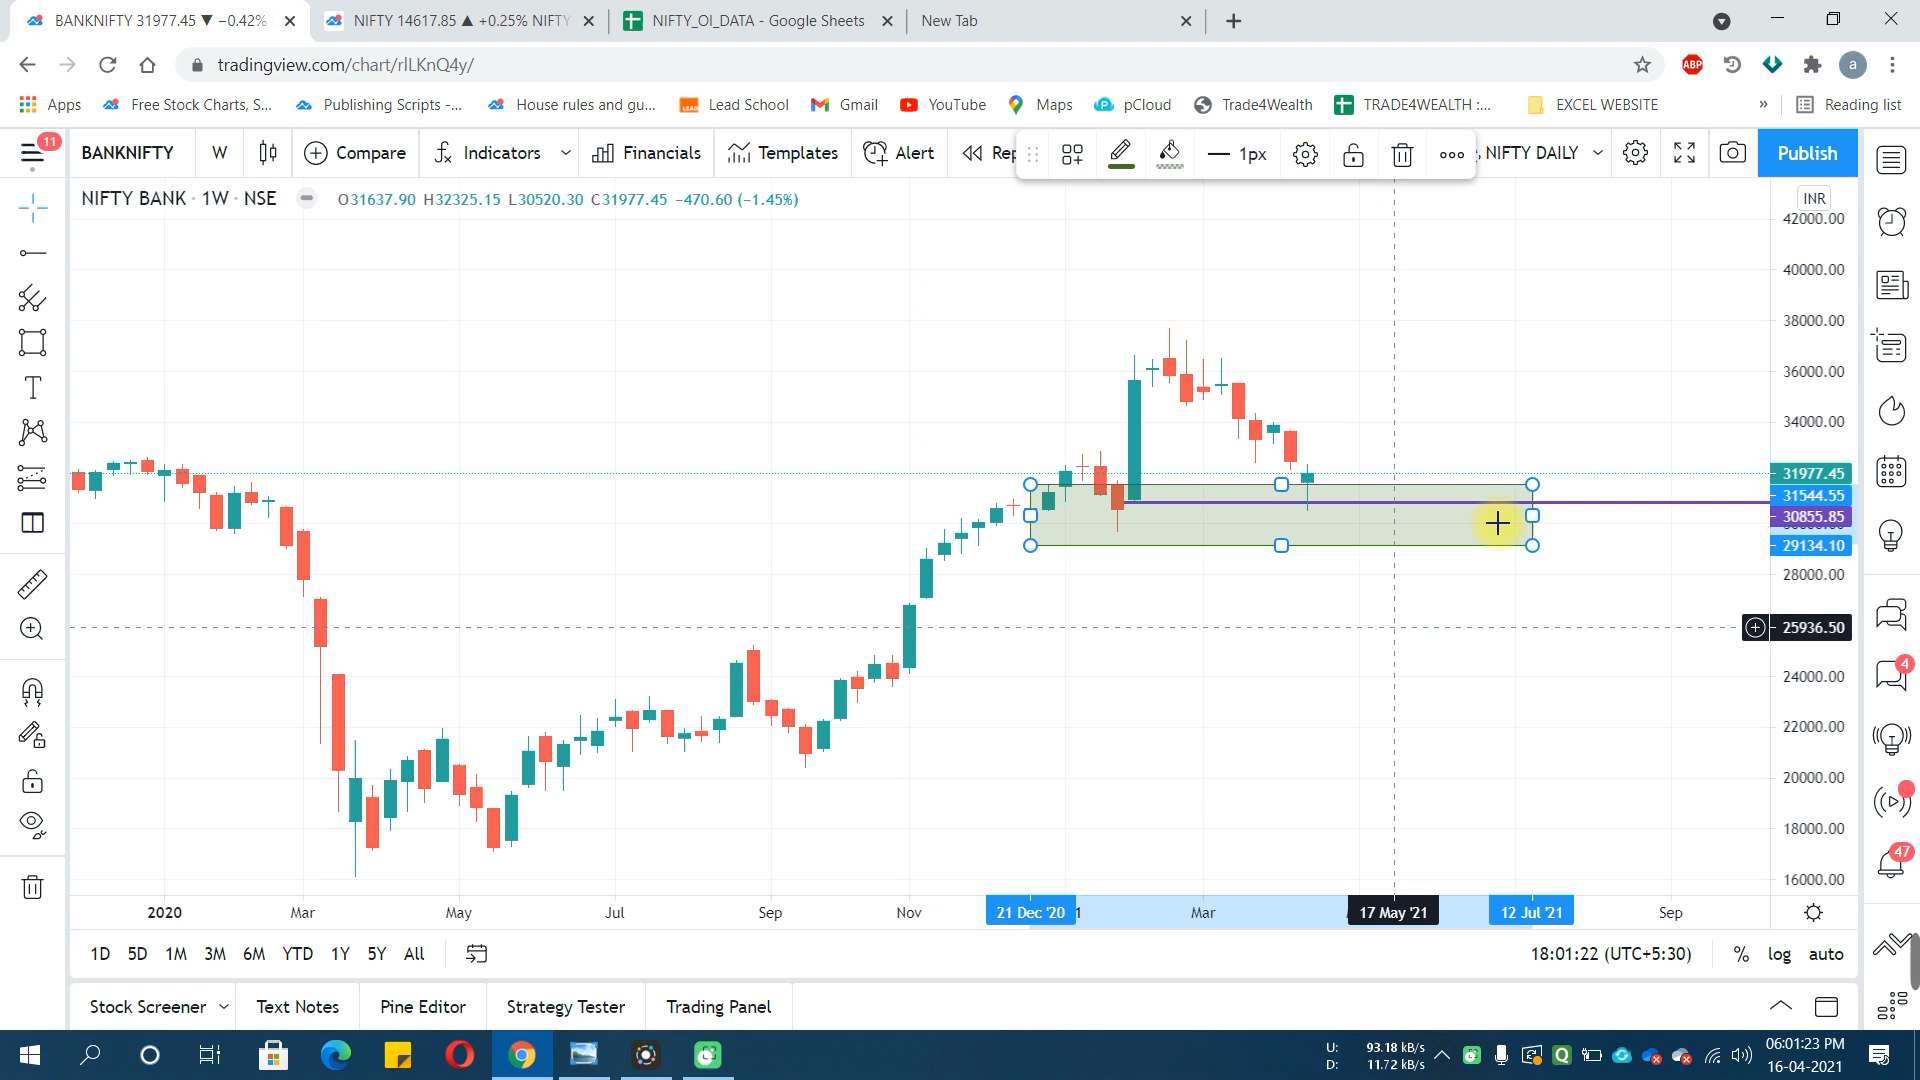 BANKNIFTY 31977.45 ▼ −0.42%
NIFTY 14617.85 ▲ +0.25% NIFTY
NIFTY_OI_DATA - Google Sheets
New Tab
tradingview.com/chart/rlLKnQ4y/
ABP
a
Apps
Free Stock Charts, S...
Publishing Scripts -...
House rules and gu...
LEAD
Lead School
Gmail
YouTube
Maps
pCloud
Trade4Wealth
TRADE4WEALTH :...
EXCEL WEBSITE
»
Reading list
11
BANKNIFTY
W
Compare
Indicators
Financials
Templates
Alert
Rep
1px
NIFTY DAILY
Publish
NIFTY BANK · 1W · NSE
O31637.90 H32325.15 L30520.30 C31977.45 −470.60 (−1.45%)
INR
42000.00
40000.00
38000.00
36000.00
34000.00
31977.45
31544.55
30855.85
29134.10
28000.00
25936.50
24000.00
22000.00
20000.00
18000.00
16000.00
T
4
47
2020
Mar
May
Jul
Sep
Nov
21 Dec '20
1
Mar
17 May '21
12 Jul '21
Sep
1D 5D 1M 3M 6M YTD 1Y 5Y All
18:01:22 (UTC+5:30)
% log auto
Stock Screener
Text Notes
Pine Editor
Strategy Tester
Trading Panel
U: 93.18 kB/s
D: 11.72 kB/s
Q
06:01:23 PM
16-04-2021